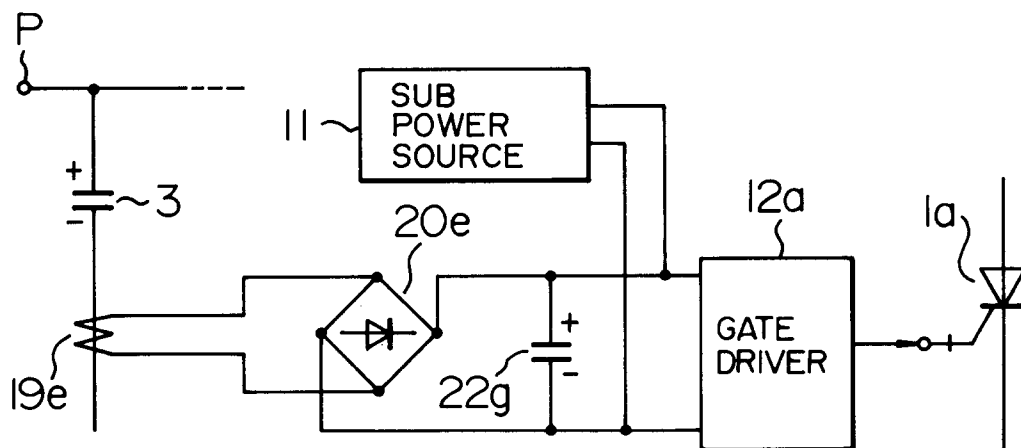 P
SUB
POWER
SOURCE
11
+
3
-
20e
12a
1a
GATE
DRIVER
+
22g
-
19e